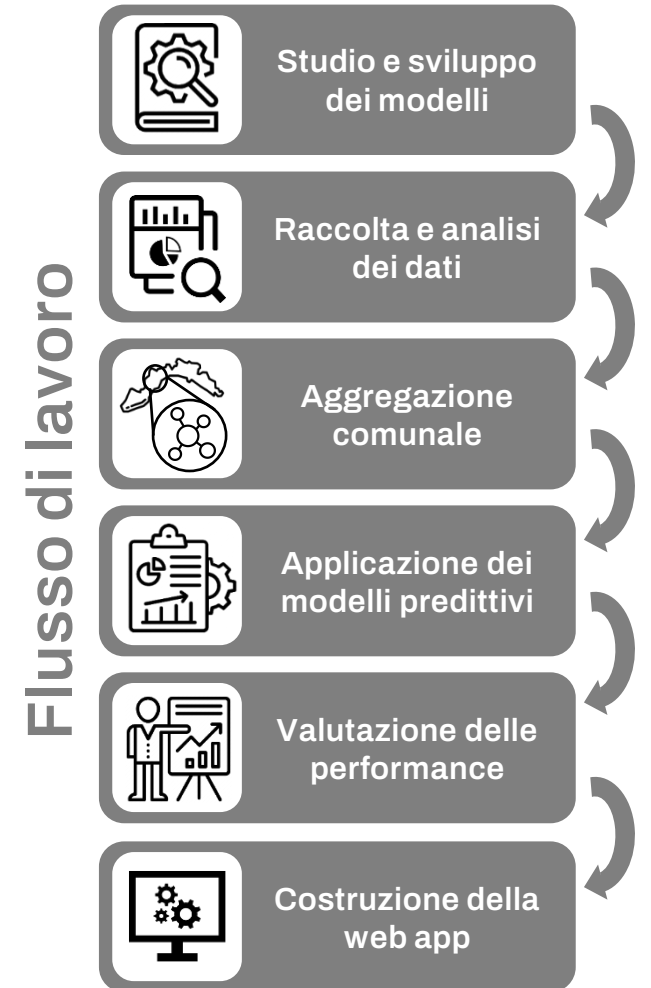 Flusso di lavoro
Studio e sviluppo
dei modelli
Raccolta e analisi
dei dati
Aggregazione
comunale
Applicazione dei
modelli predittivi
Valutazione delle
performance
Costruzione della
web app